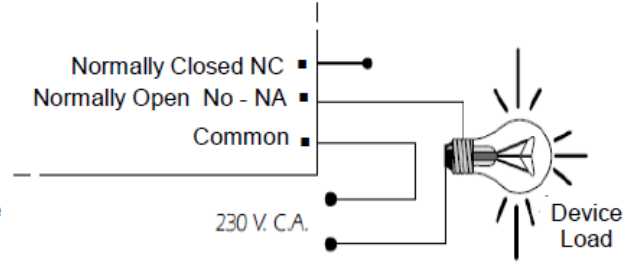 Normally Closed NC
Normally Open No - NA
Common
230 V. C.A.
Device
Load